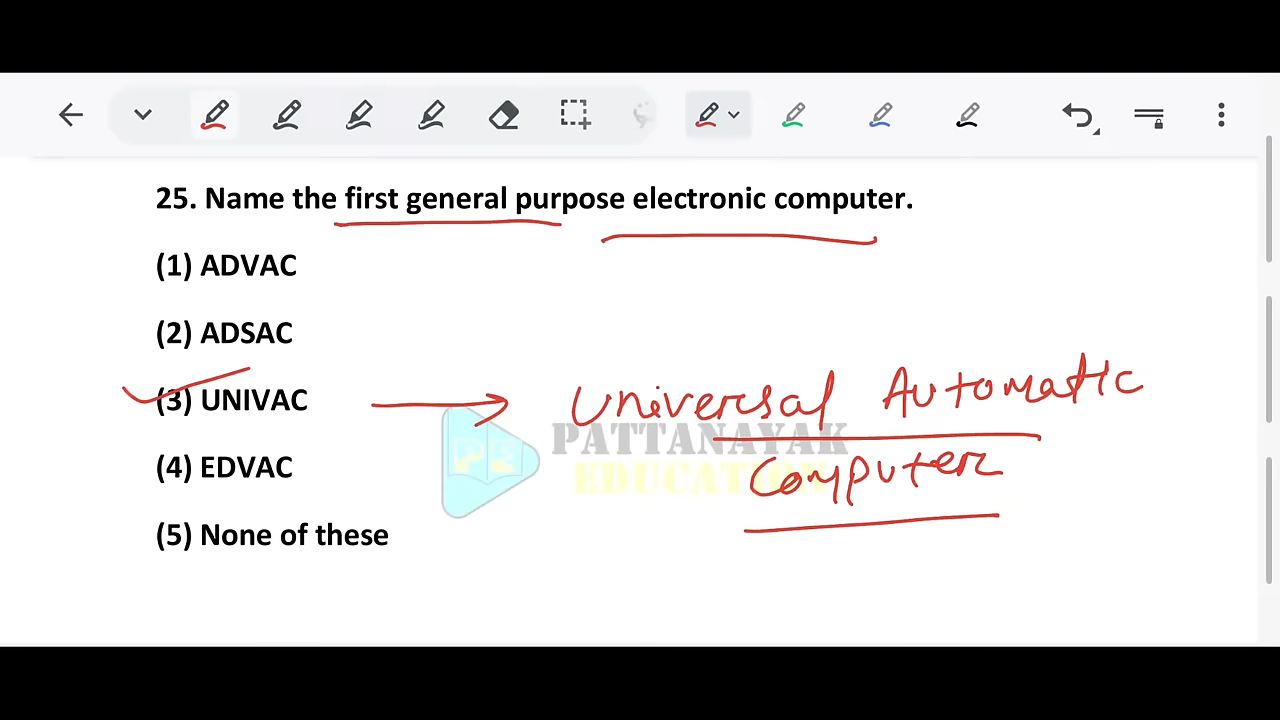 25. Name the first general purpose electronic computer.
(1) ADVAC
(2) ADSAC
(3) UNIVAC
Universal Automatic
Computer
(4) EDVAC
(5) None of these
PATTANAYAK
EDUCATION